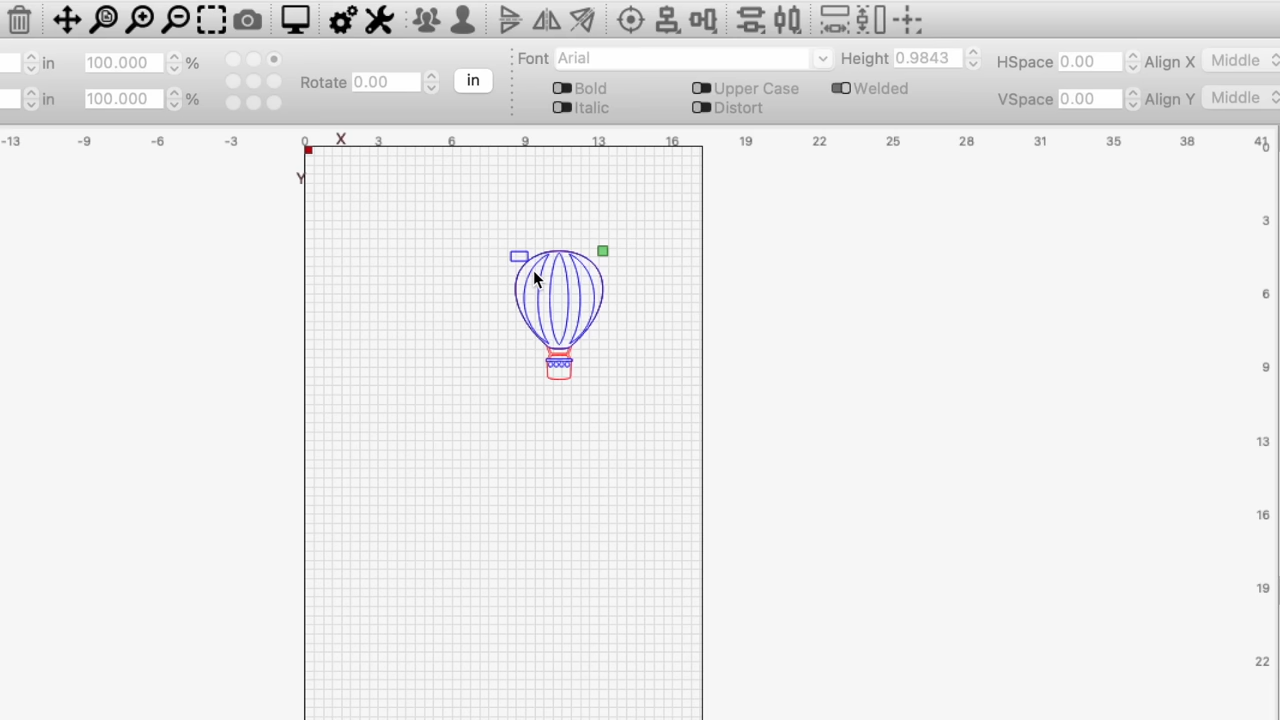 in 100.000 %
in 100.000 %
Rotate 0.00 in
Font Arial Height 0.9843
Bold Upper Case Welded
Italic Distort
HSpace 0.00 Align X Middle
VSpace 0.00 Align Y Middle
-13 -9 -6 -3 0 X 3 6 9 13 16 19 22 25 28 31 35 38 41
0
Y
3
6
9
13
16
19
22